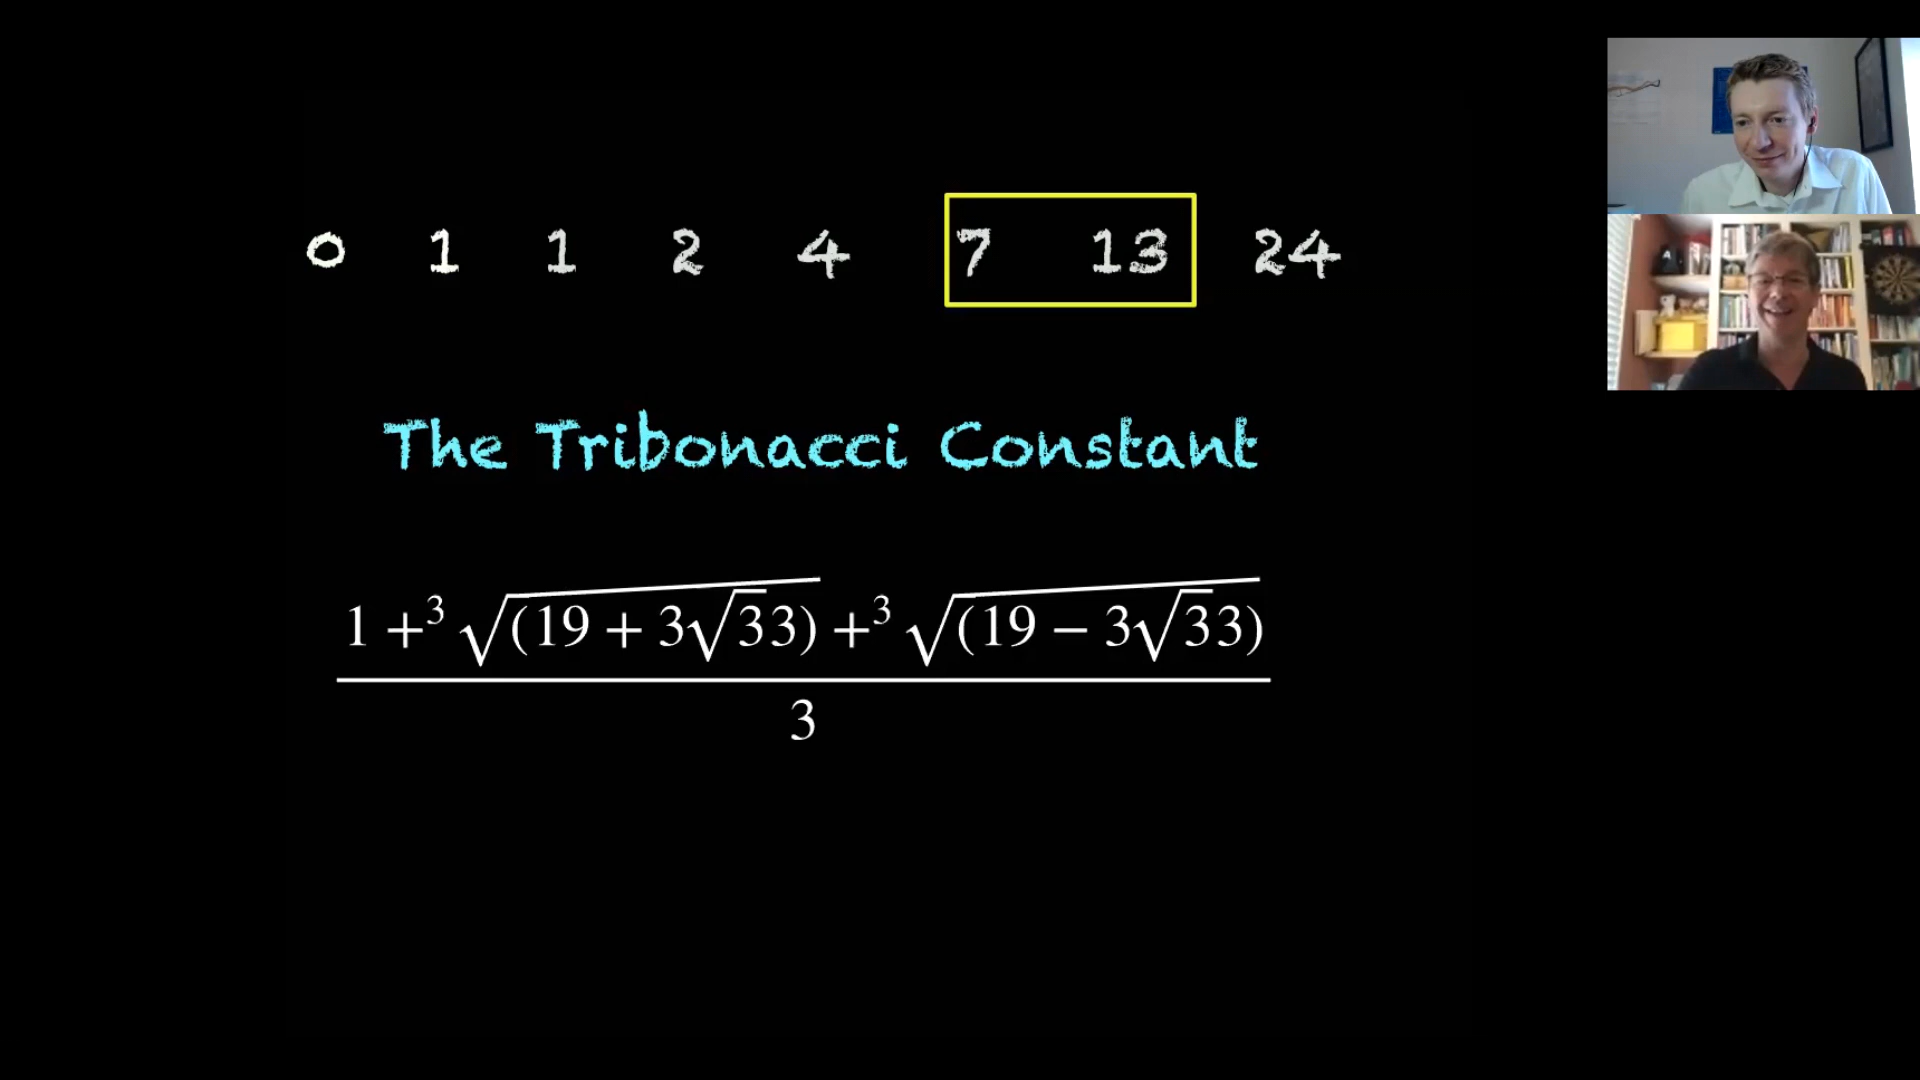 0 1 1 2 4 7 13 24
The Tribonacci Constant
1 +³√(19 + 3√33) +³√(19 − 3√33)
3